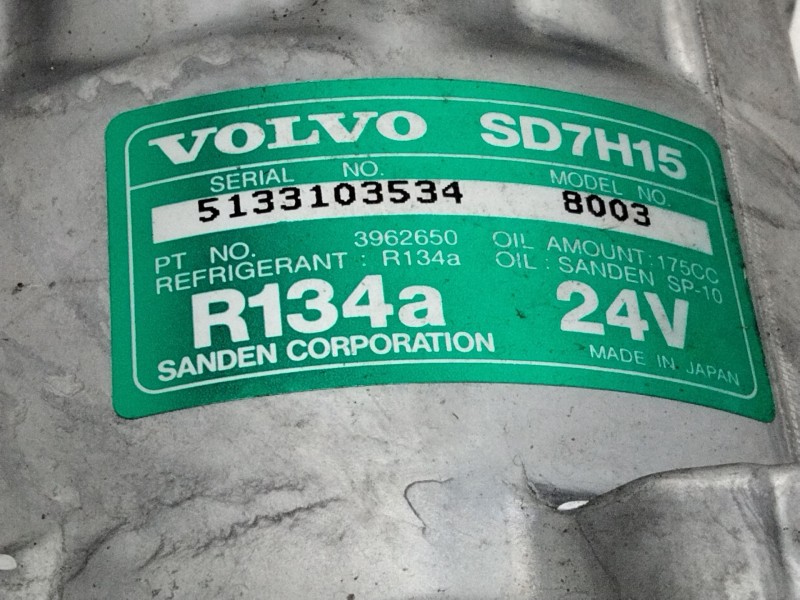 VOLVO SD7H15
SERIAL NO. MODEL NO.
5133103534 8003
PT NO. 3962650 OIL AMOUNT:175CC
REFRIGERANT : R134a OIL : SANDEN SP-10
R134a 24V
SANDEN CORPORATION MADE IN JAPAN